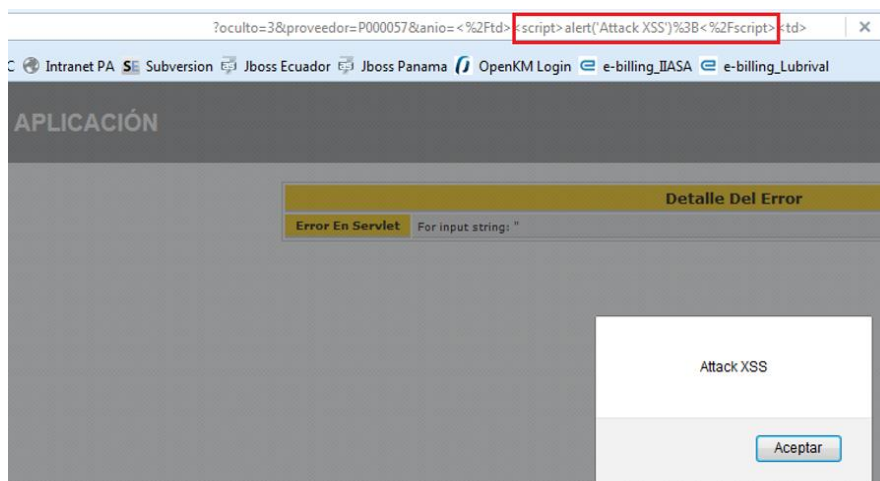 ?oculto=3&proveedor=P000057&anio=<%2Ftd><script>alert('Attack XSS')%3B<%2Fscript><td>
C Intranet PA SE Subversion Jboss Ecuador Jboss Panama OpenKM Login e-billing_IIASA e-billing_Lubrival
APLICACIÓN
Detalle Del Error
Error En Servlet For input string: "
Attack XSS
Aceptar